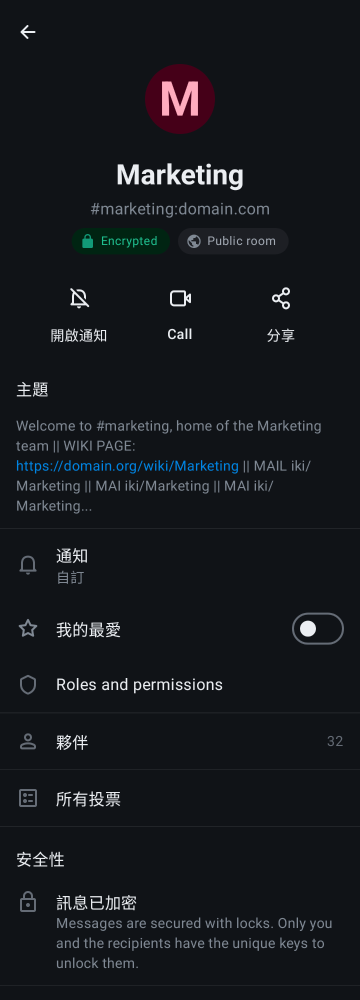 M
Marketing
#marketing:domain.com
Encrypted
Public room
開啟通知
Call
分享
主題
Welcome to #marketing, home of the Marketing
team || WIKI PAGE:
https://domain.org/wiki/Marketing || MAIL iki/
Marketing || MAI iki/Marketing || MAI iki/
Marketing...
通知
自訂
我的最愛
Roles and permissions
夥伴
32
所有投票
安全性
訊息已加密
Messages are secured with locks. Only you
and the recipients have the unique keys to
unlock them.